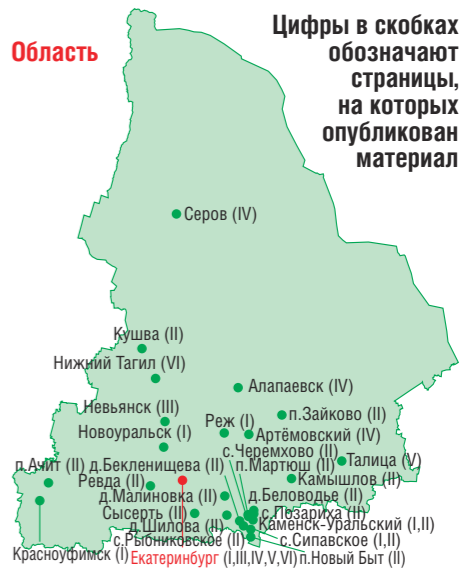 Область
Цифры в скобках
обозначают
страницы,
на которых
опубликован
материал
Серов (IV)
Кушва (II)
Нижний Тагил (VI)
Алапаевск (IV)
Невьянск (III)
п.Зайково (II)
Реж (I)
Новоуральск (I)
Артёмовский (IV)
с.Черемхово (II)
Талица (V)
п.Ачит (II)
д.Бекленищева (II)
п.Мартюш (II)
Ревда (II)
Камышлов (II)
д.Малиновка (II)
д.Беловодье (II)
Сысерть (II)
с.Позариха (II)
д.Шилова (II)
Каменск-Уральский (I,II)
с.Рыбниковское (II)
с.Сипавское (I,II)
Красноуфимск (I)
Екатеринбург (I,III,IV,V,VI)
п.Новый Быт (II)